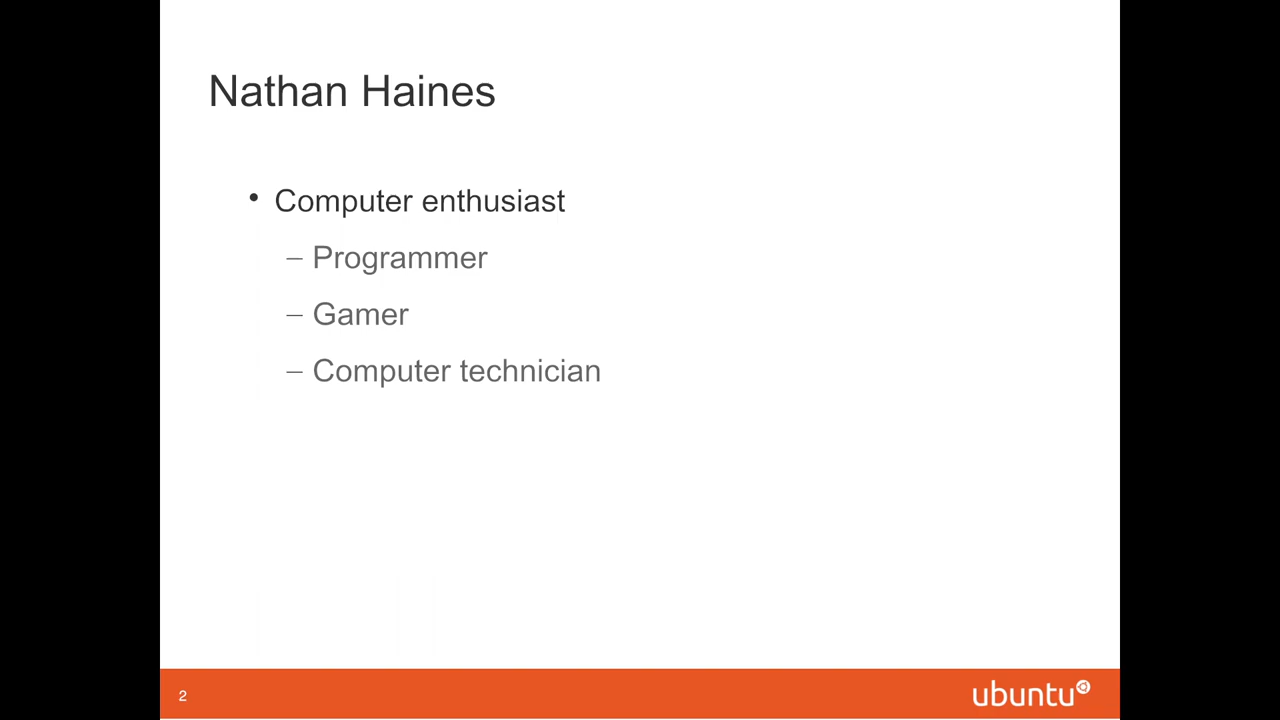 Nathan Haines
• Computer enthusiast
– Programmer
– Gamer
– Computer technician
2
ubuntu